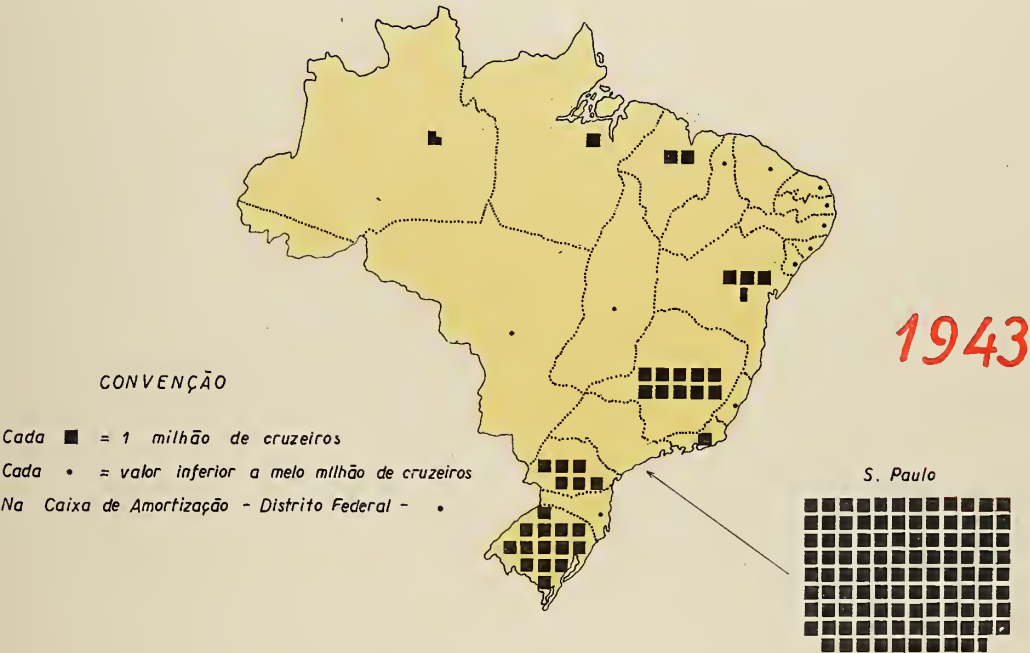 1943
CONVENÇÃO
Cada ■ = 1 milhão de cruzeiros
Cada • = valor inferior a meio milhão de cruzeiros
Na Caixa de Amortização - Distrito Federal - •
S. Paulo